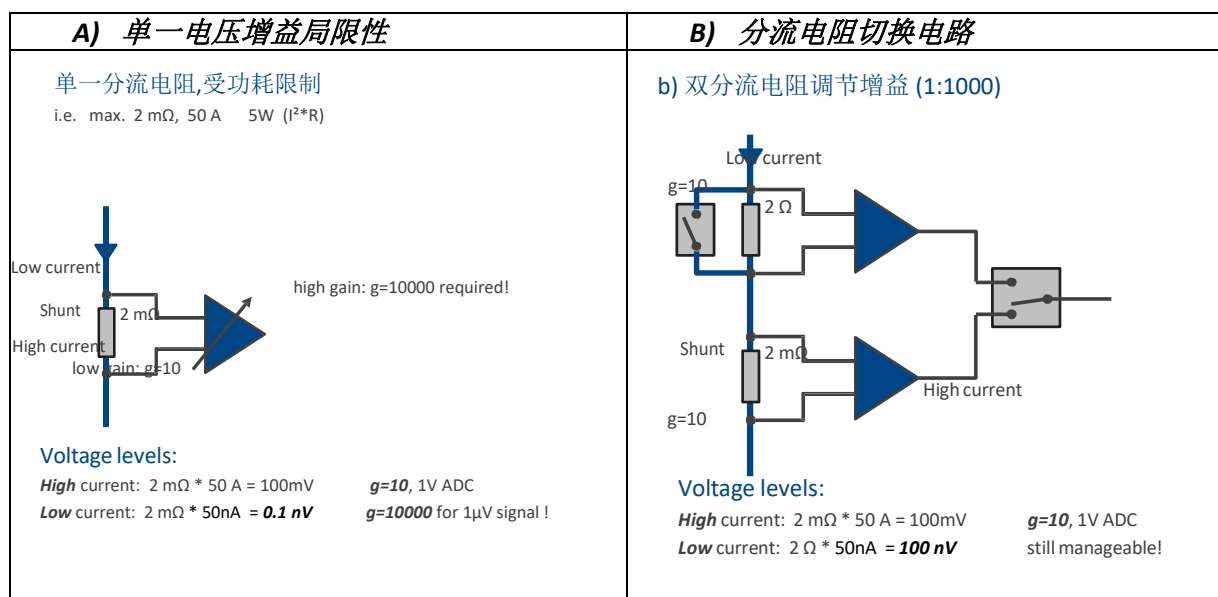 A) 单一电压增益局限性
单一分流电阻,受功耗限制
i.e. max. 2 mΩ, 50 A 5W (I²*R)
Low current
high gain: g=10000 required!
Shunt
2 mΩ
High current
low gain: g=10
Voltage levels:
High current: 2 mΩ * 50 A = 100mV g=10, 1V ADC
Low current: 2 mΩ * 50nA = 0.1 nV g=10000 for 1µV signal !
B) 分流电阻切换电路
b) 双分流电阻调节增益 (1:1000)
Low current
g=10
2 Ω
Shunt
2 mΩ
High current
g=10
Voltage levels:
High current: 2 mΩ * 50 A = 100mV g=10, 1V ADC
Low current: 2 Ω * 50nA = 100 nV still manageable!